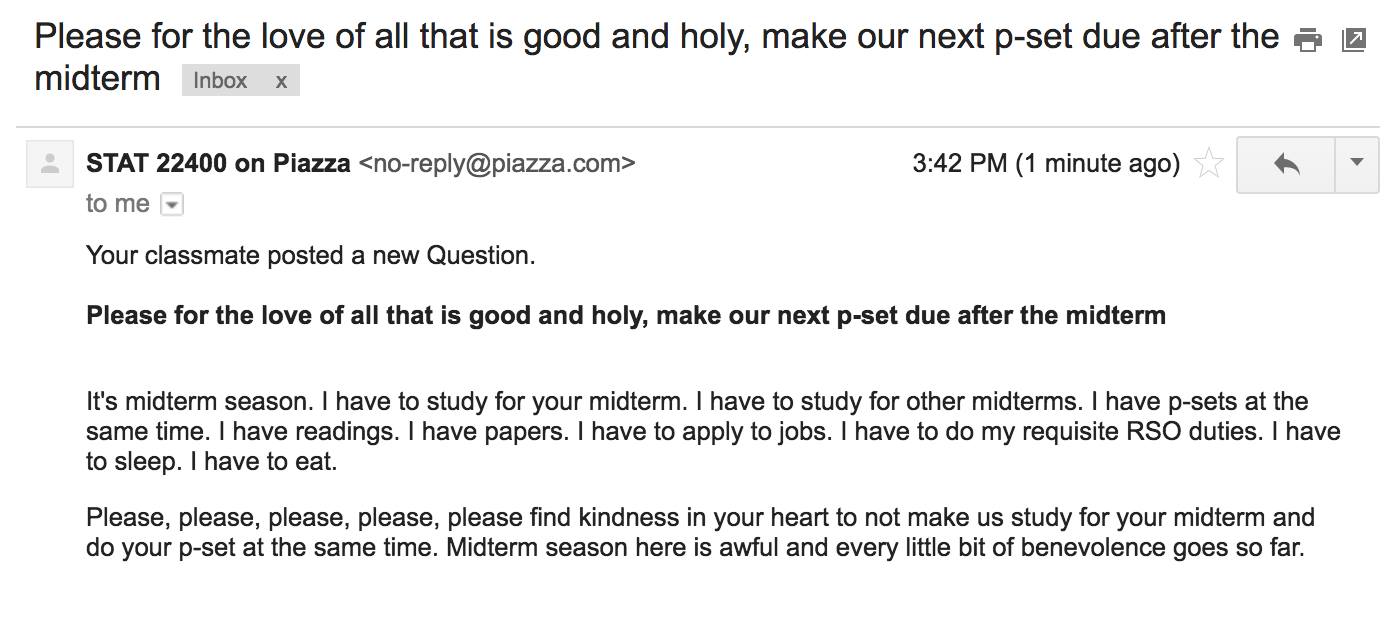 Please for the love of all that is good and holy, make our next p-set due after the
midterm Inbox x
STAT 22400 on Piazza <no-reply@piazza.com> 3:42 PM (1 minute ago)
to me
Your classmate posted a new Question.
Please for the love of all that is good and holy, make our next p-set due after the midterm
It's midterm season. I have to study for your midterm. I have to study for other midterms. I have p-sets at the
same time. I have readings. I have papers. I have to apply to jobs. I have to do my requisite RSO duties. I have
to sleep. I have to eat.
Please, please, please, please, please find kindness in your heart to not make us study for your midterm and
do your p-set at the same time. Midterm season here is awful and every little bit of benevolence goes so far.